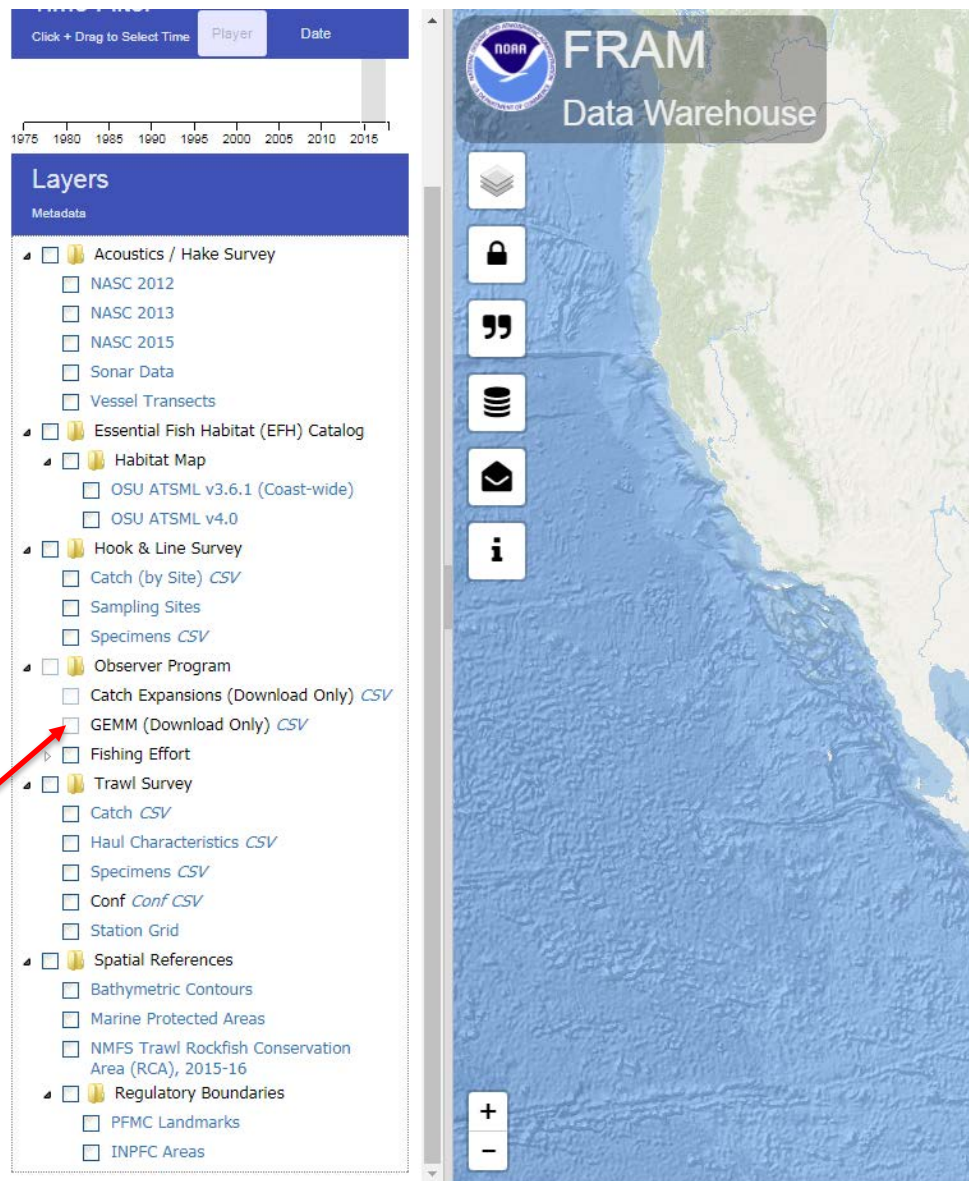 Click + Drag to Select Time Player Date
1975 1980 1985 1990 1995 2000 2005 2010 2015
Layers
Metadata
Acoustics / Hake Survey
NASC 2012
NASC 2013
NASC 2015
Sonar Data
Vessel Transects
Essential Fish Habitat (EFH) Catalog
Habitat Map
OSU ATSML v3.6.1 (Coast-wide)
OSU ATSML v4.0
Hook & Line Survey
Catch (by Site) CSV
Sampling Sites
Specimens CSV
Observer Program
Catch Expansions (Download Only) CSV
GEMM (Download Only) CSV
Fishing Effort
Trawl Survey
Catch CSV
Haul Characteristics CSV
Specimens CSV
Conf Conf CSV
Station Grid
Spatial References
Bathymetric Contours
Marine Protected Areas
NMFS Trawl Rockfish Conservation
Area (RCA), 2015-16
Regulatory Boundaries
PFMC Landmarks
INPFC Areas
NOAA
FRAM
Data Warehouse
i
+
−